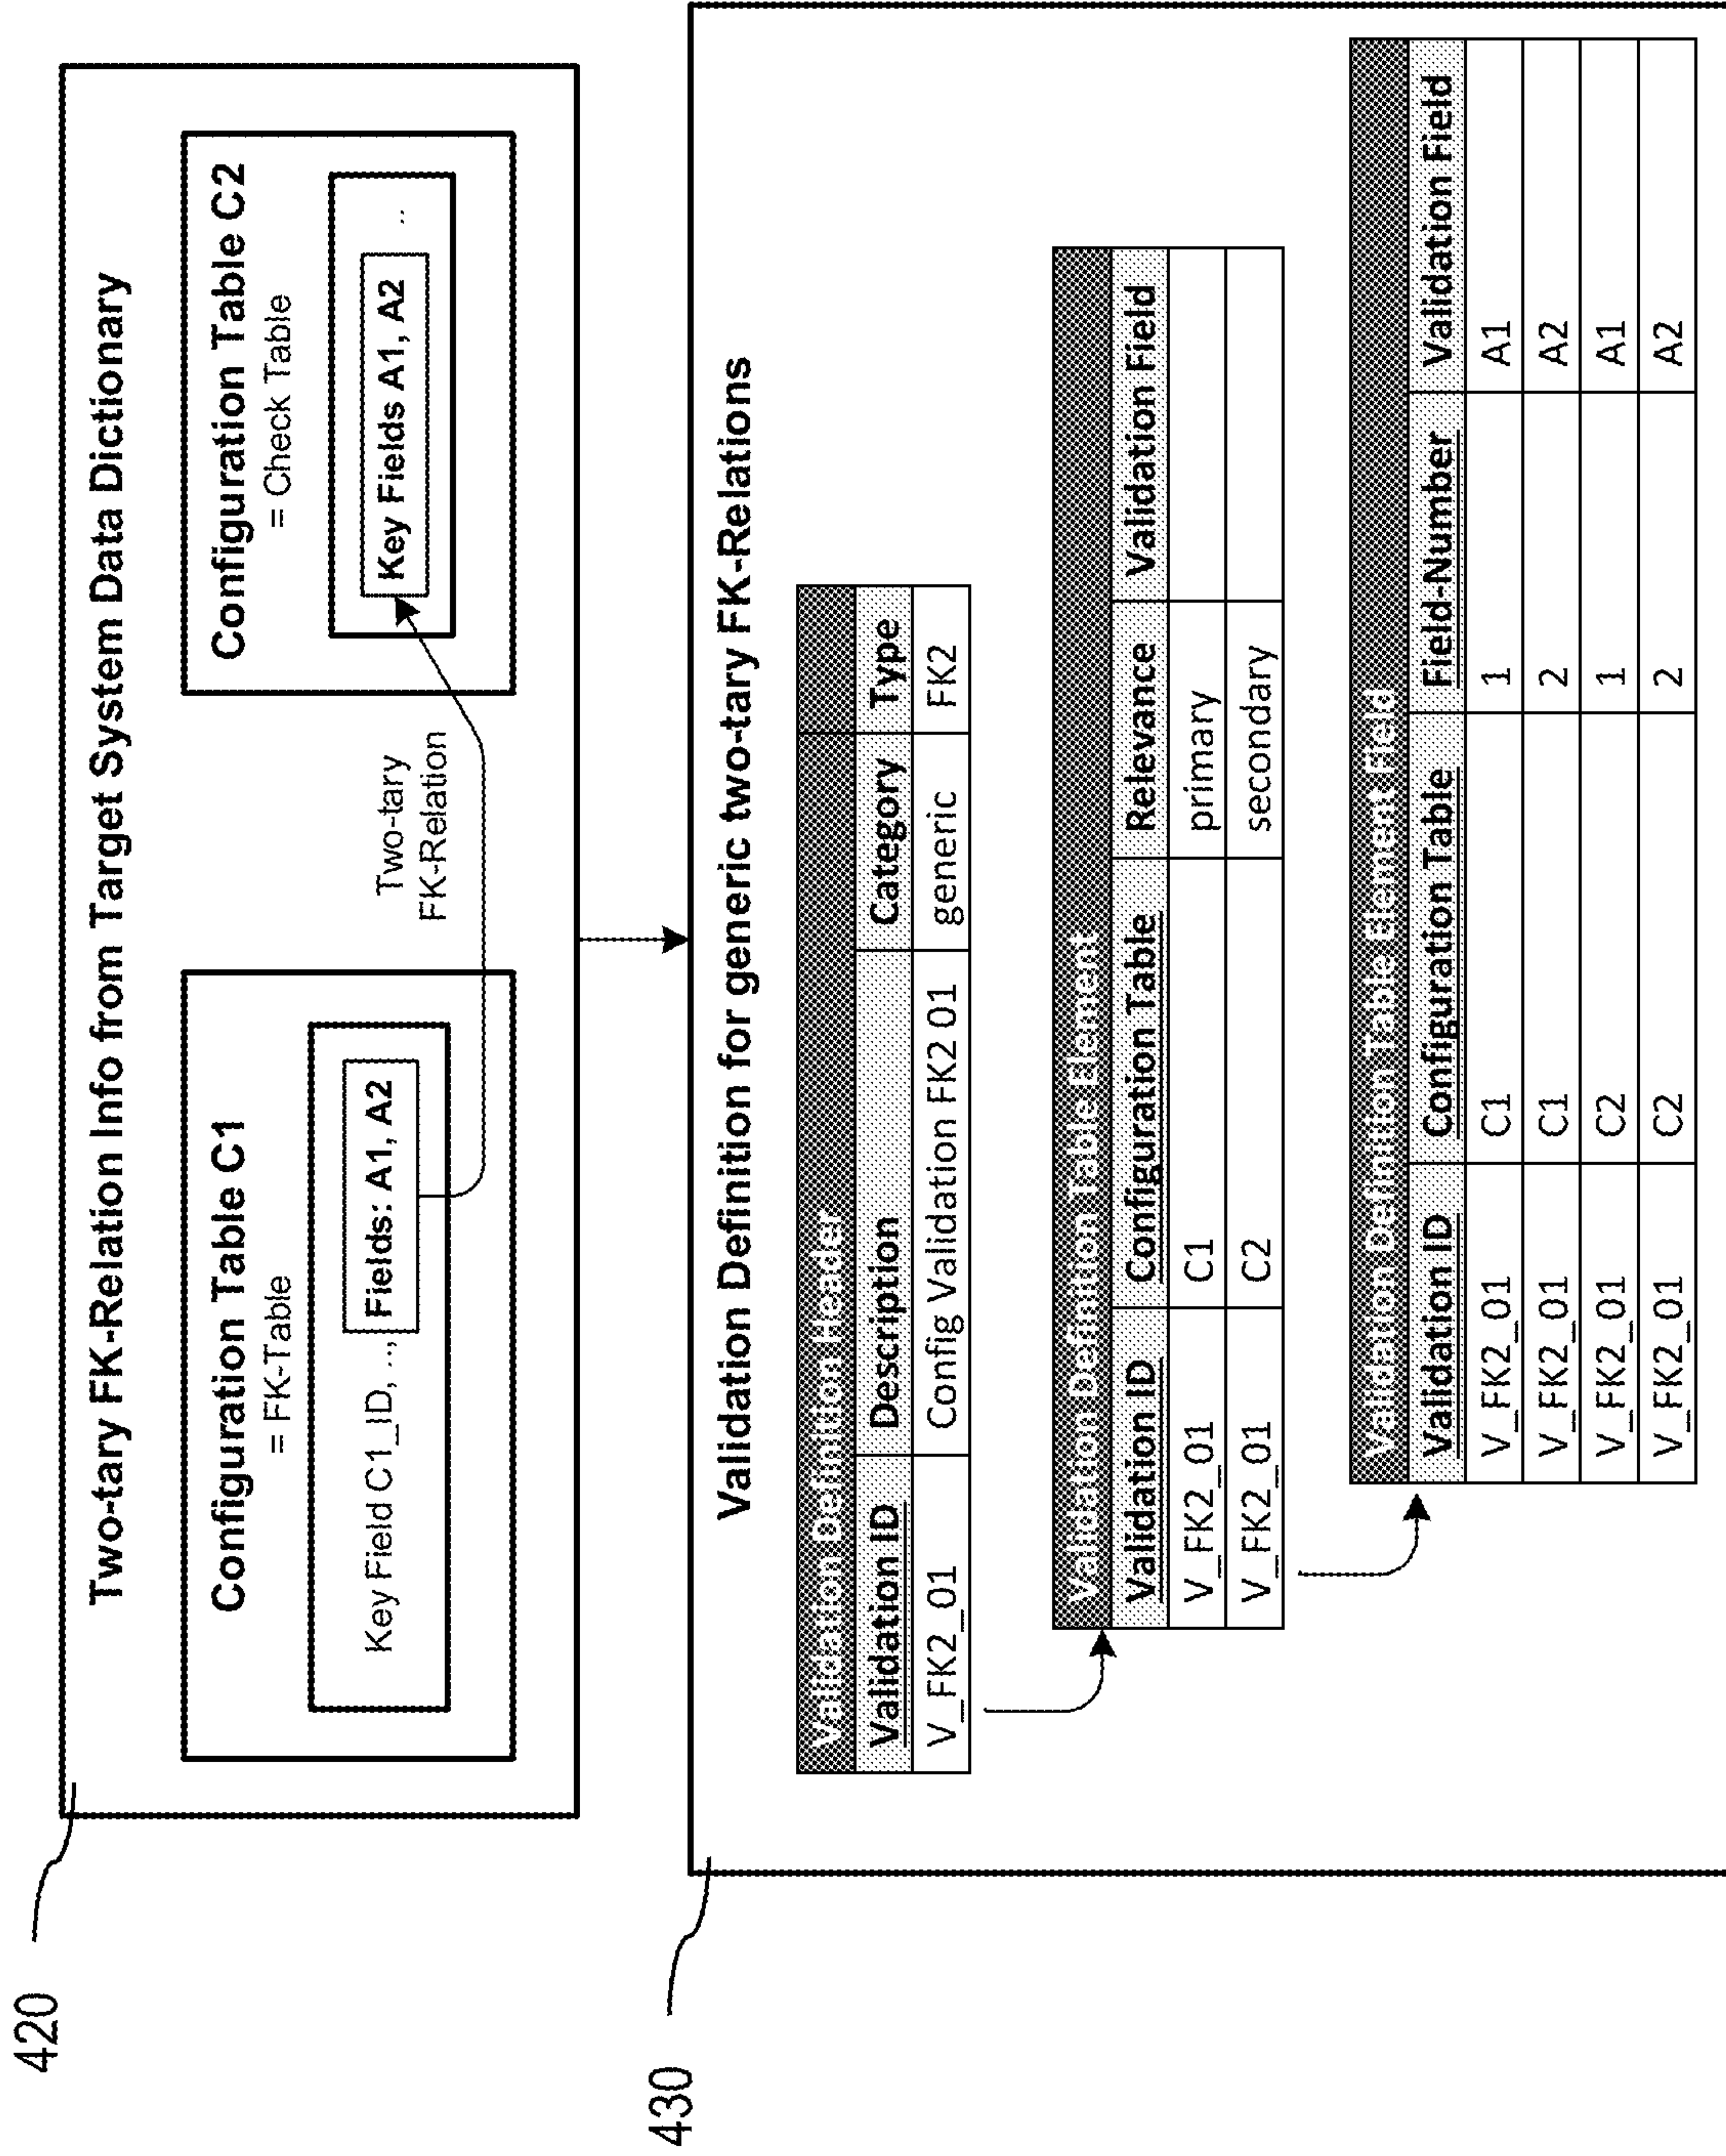 420
Two-tary FK-Relation Info from Target System Data Dictionary
Configuration Table C1
= FK-Table
Key Field C1_ID, ..., Fields: A1, A2
Two-tary
FK-Relation
Configuration Table C2
= Check Table
Key Fields A1, A2 ..
430
Validation Definition for generic two-tary FK-Relations
Validation Definition Header
Validation ID Description Category Type
V_FK2_01 Config Validation FK2 01 generic FK2
Validation Definition Table Element
Validation ID Configuration Table Relevance Validation Field
V_FK2_01 C1 primary
V_FK2_01 C2 secondary
Validation Definition Table Element Field
Validation ID Configuration Table Field-Number Validation Field
V_FK2_01 C1 1 A1
V_FK2_01 C1 2 A2
V_FK2_01 C2 1 A1
V_FK2_01 C2 2 A2